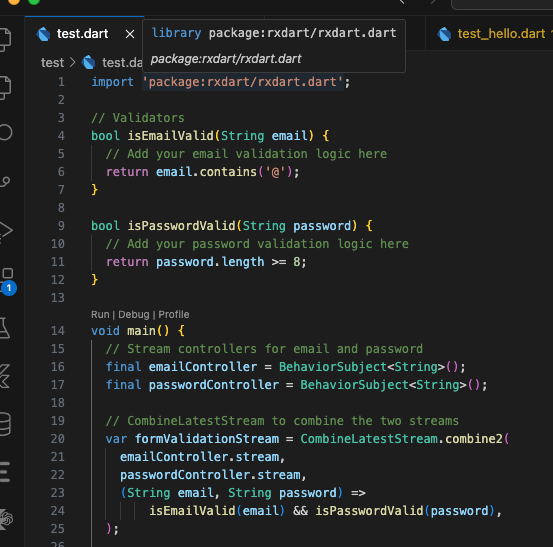 test.dart
library package:rxdart/rxdart.dart
test_hello.dart 1
package:rxdart/rxdart.dart
test > test.da
1 import 'package:rxdart/rxdart.dart';
2
3 // Validators
4 bool isEmailValid(String email) {
5 // Add your email validation logic here
6 return email.contains('@');
7 }
8
9 bool isPasswordValid(String password) {
10 // Add your password validation logic here
11 return password.length >= 8;
12 }
13
1
Run | Debug | Profile
14 void main() {
15 // Stream controllers for email and password
16 final emailController = BehaviorSubject<String>();
17 final passwordController = BehaviorSubject<String>();
18
19 // CombineLatestStream to combine the two streams
20 var formValidationStream = CombineLatestStream.combine2(
21 emailController.stream,
22 passwordController.stream,
23 (String email, String password) =>
24 isEmailValid(email) && isPasswordValid(password),
25 );
26